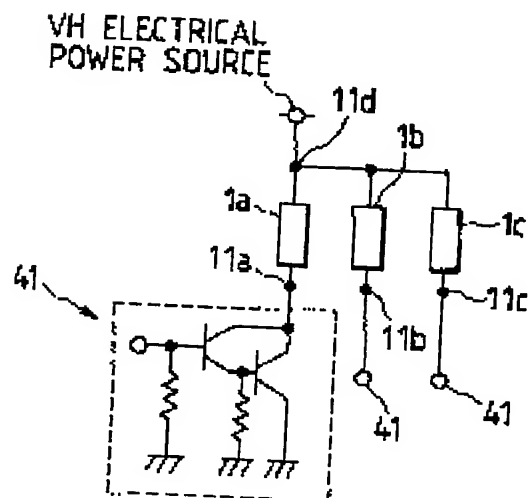 VH ELECTRICAL
POWER SOURCE
11d
1b
1a
1c
11a
11c
41
11b
41
41